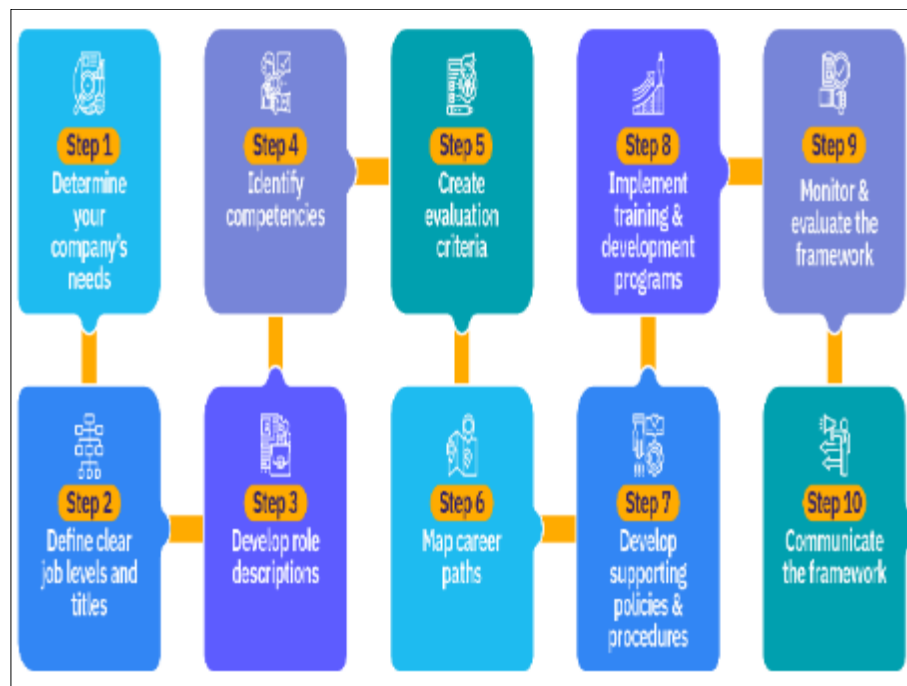 Step 1
Determine
your
company's
needs
Step 2
Define clear
job levels and
titles
Step 3
Develop role
descriptions
Step 4
Identify
competencies
Step 5
Create
evaluation
criteria
Step 6
Map career
paths
Step 7
Develop
supporting
policies &
procedures
Step 8
Implement
training &
development
programs
Step 9
Monitor &
evaluate the
framework
Step 10
Communicate
the framework